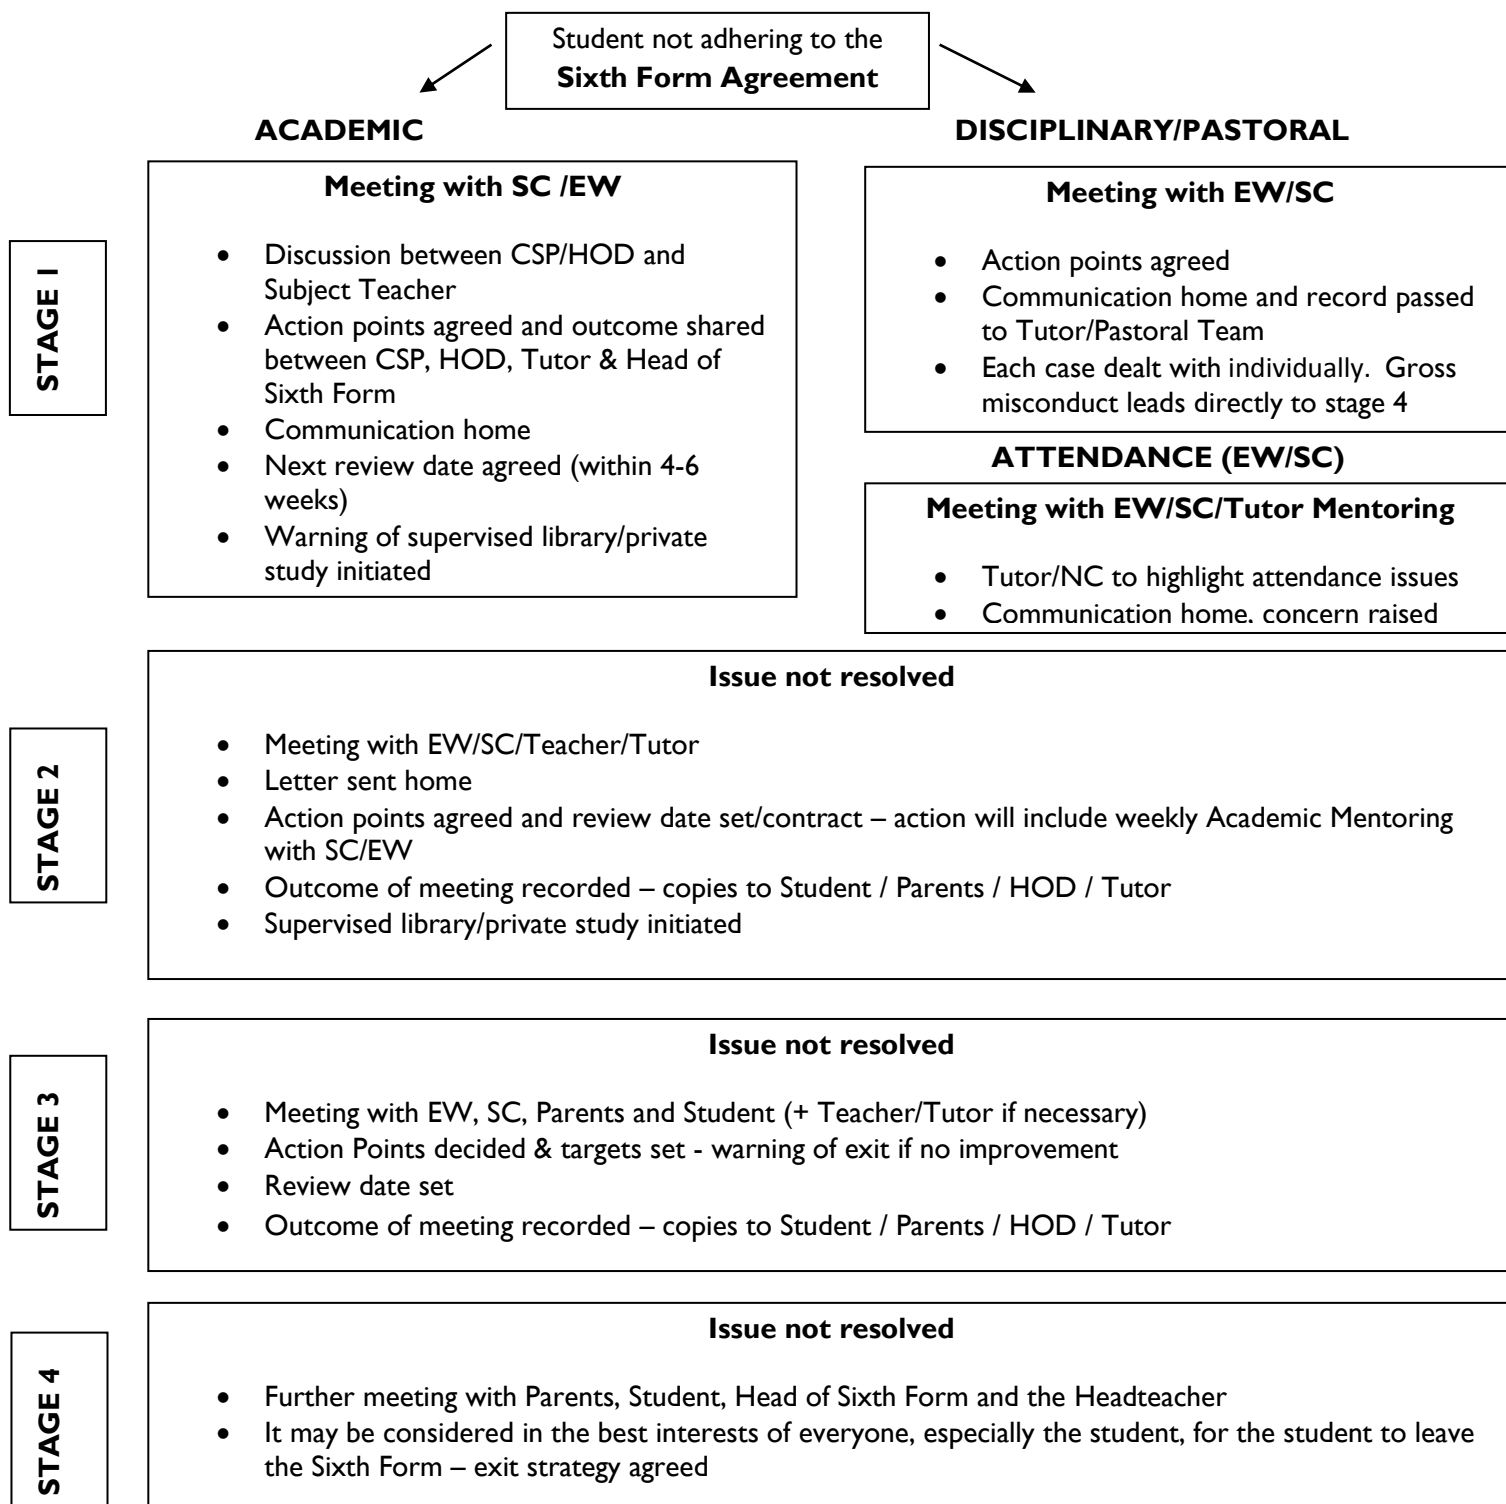 Student not adhering to the
Sixth Form Agreement
ACADEMIC
DISCIPLINARY/PASTORAL
STAGE 1
Meeting with SC /EW
• Discussion between CSP/HOD and
Subject Teacher
• Action points agreed and outcome shared
between CSP, HOD, Tutor & Head of
Sixth Form
• Communication home
• Next review date agreed (within 4-6
weeks)
• Warning of supervised library/private
study initiated
Meeting with EW/SC
• Action points agreed
• Communication home and record passed
to Tutor/Pastoral Team
• Each case dealt with individually. Gross
misconduct leads directly to stage 4
ATTENDANCE (EW/SC)
Meeting with EW/SC/Tutor Mentoring
• Tutor/NC to highlight attendance issues
• Communication home, concern raised
STAGE 2
Issue not resolved
• Meeting with EW/SC/Teacher/Tutor
• Letter sent home
• Action points agreed and review date set/contract – action will include weekly Academic Mentoring
with SC/EW
• Outcome of meeting recorded – copies to Student / Parents / HOD / Tutor
• Supervised library/private study initiated
STAGE 3
Issue not resolved
• Meeting with EW, SC, Parents and Student (+ Teacher/Tutor if necessary)
• Action Points decided & targets set - warning of exit if no improvement
• Review date set
• Outcome of meeting recorded – copies to Student / Parents / HOD / Tutor
STAGE 4
Issue not resolved
• Further meeting with Parents, Student, Head of Sixth Form and the Headteacher
• It may be considered in the best interests of everyone, especially the student, for the student to leave
the Sixth Form – exit strategy agreed